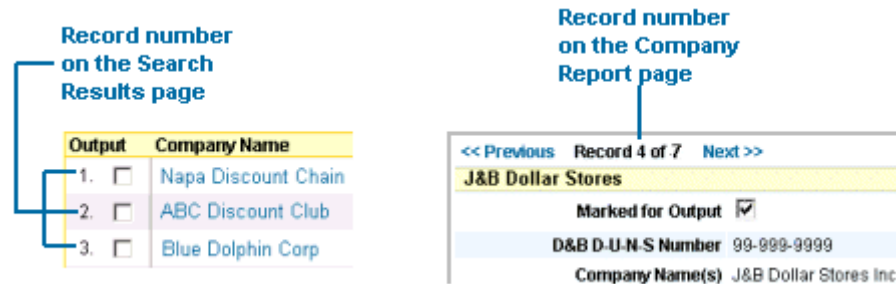 Record number
on the Search
Results page
Output Company Name
1. Napa Discount Chain
2. ABC Discount Club
3. Blue Dolphin Corp
Record number
on the Company
Report page
<< Previous Record 4 of 7 Next >>
J&B Dollar Stores
Marked for Output
D&B D-U-N-S Number 99-999-9999
Company Name(s) J&B Dollar Stores Inc